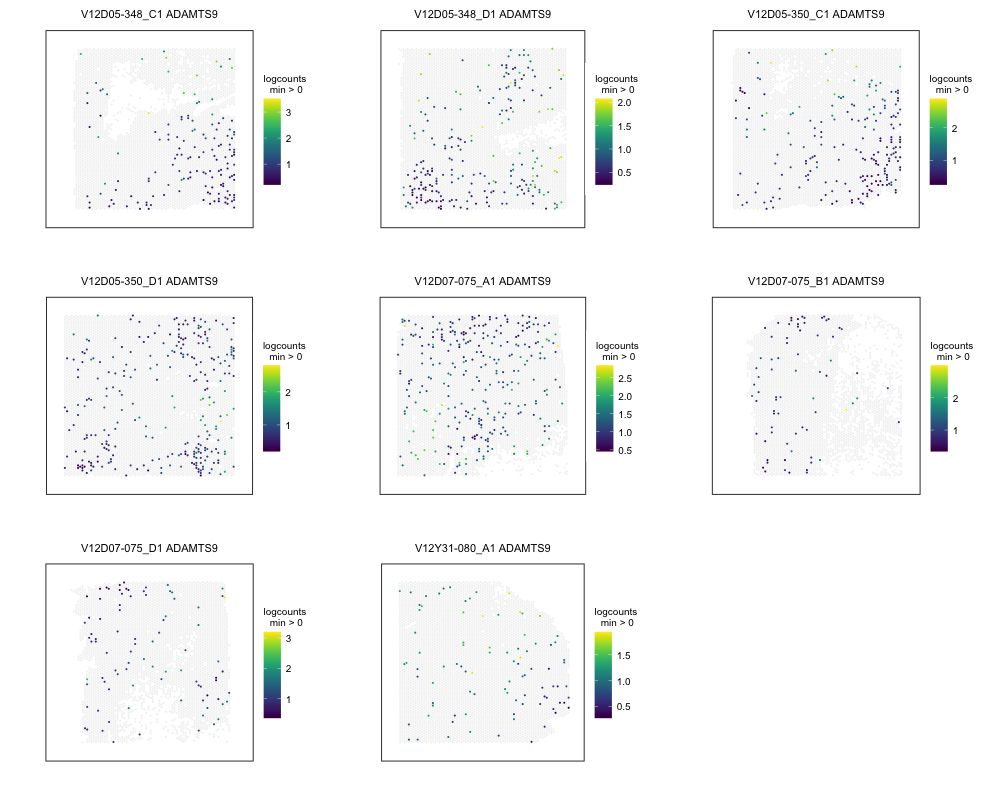 V12D05-348_C1 ADAMTS9
logcounts
min > 0
3
2
1
V12D05-348_D1 ADAMTS9
logcounts
min > 0
2.0
1.5
1.0
0.5
V12D05-350_C1 ADAMTS9
logcounts
min > 0
2
1
V12D05-350_D1 ADAMTS9
logcounts
min > 0
2
1
V12D07-075_A1 ADAMTS9
logcounts
min > 0
2.5
2.0
1.5
1.0
0.5
V12D07-075_B1 ADAMTS9
logcounts
min > 0
2
1
V12D07-075_D1 ADAMTS9
logcounts
min > 0
3
2
1
V12Y31-080_A1 ADAMTS9
logcounts
min > 0
1.5
1.0
0.5